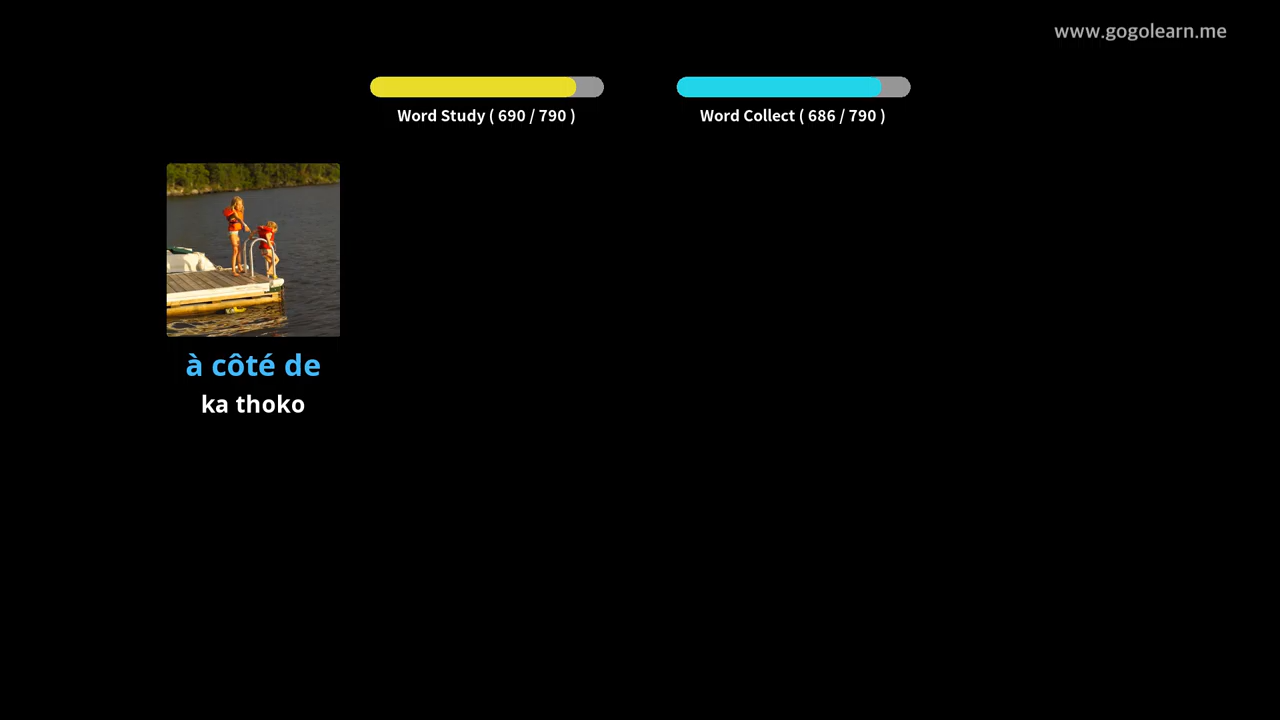 www.gogolearn.me
Word Study ( 690 / 790 )
Word Collect ( 686 / 790 )
à côté de
ka thoko